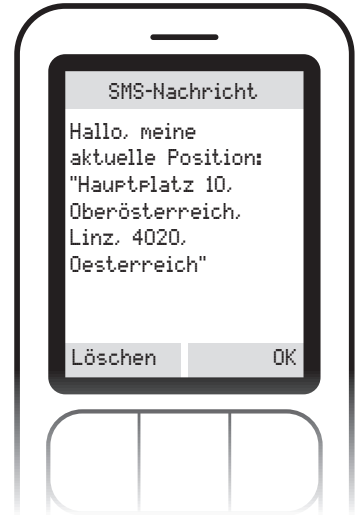 SMS-Nachricht
Hallo, meine
aktuelle Position:
"Hauptplatz 10,
Oberösterreich,
Linz, 4020,
Oesterreich"
Löschen OK